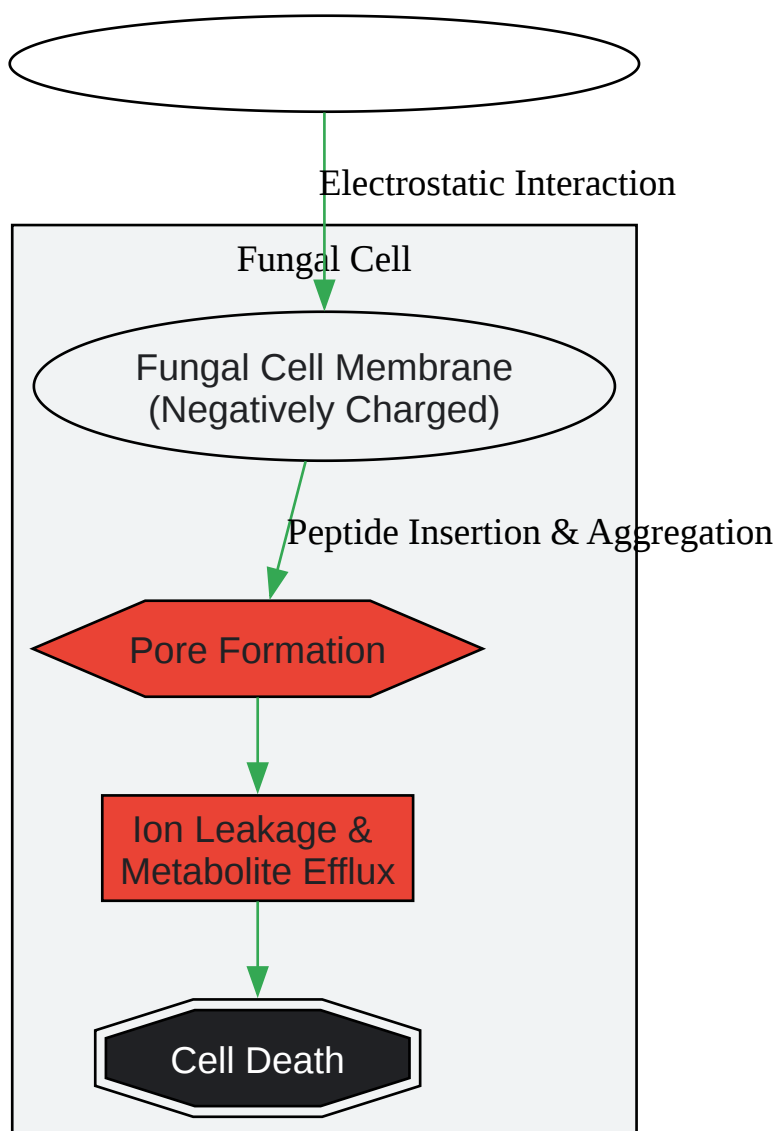 Electrostatic Interaction
Fungal Cell
Fungal Cell Membrane
(Negatively Charged)
Peptide Insertion & Aggregation
Pore Formation
Ion Leakage &
Metabolite Efflux
Cell Death